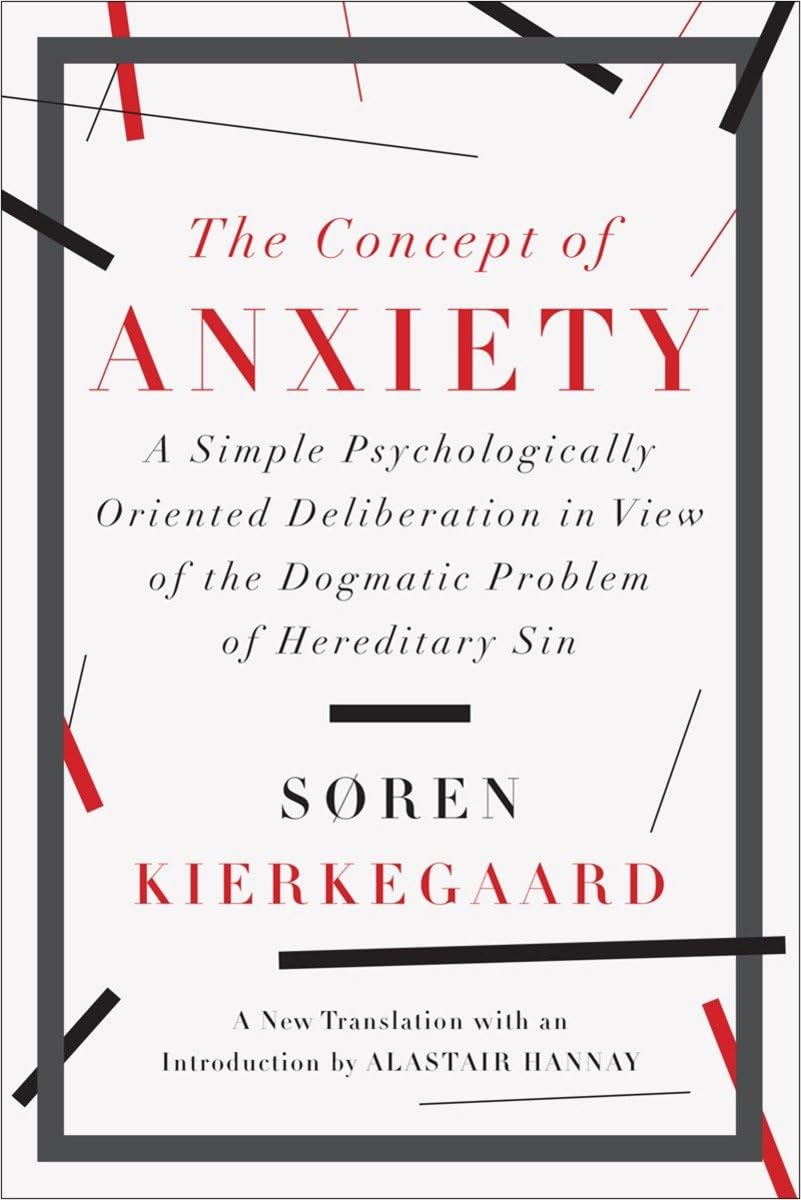 The Concept of
ANXIETY
A Simple Psychologically
Oriented Deliberation in View
of the Dogmatic Problem
of Hereditary Sin
SØREN
KIERKEGAARD
A New Translation with an
Introduction by ALASTAIR HANNAY